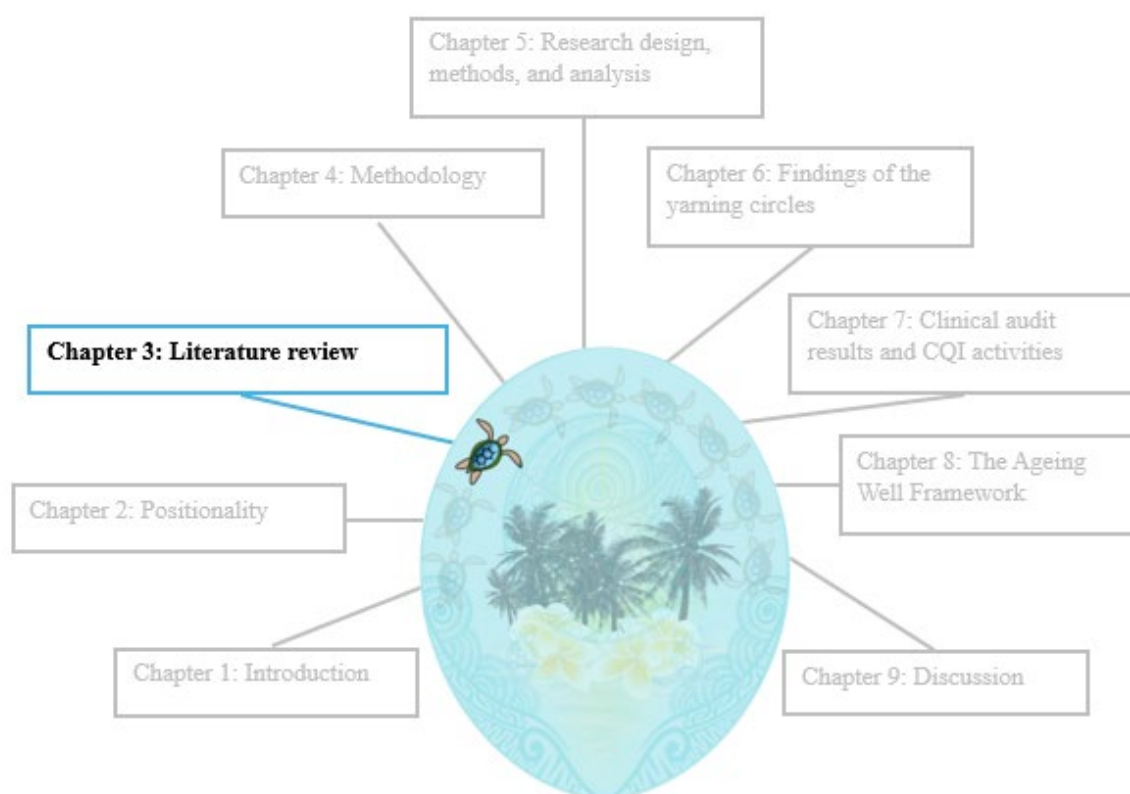 Chapter 5: Research design,
methods, and analysis
Chapter 4: Methodology
Chapter 6: Findings of the
yarning circles
Chapter 3: Literature review
Chapter 7: Clinical audit
results and CQI activities
Chapter 2: Positionality
Chapter 8: The Ageing
Well Framework
Chapter 1: Introduction
Chapter 9: Discussion